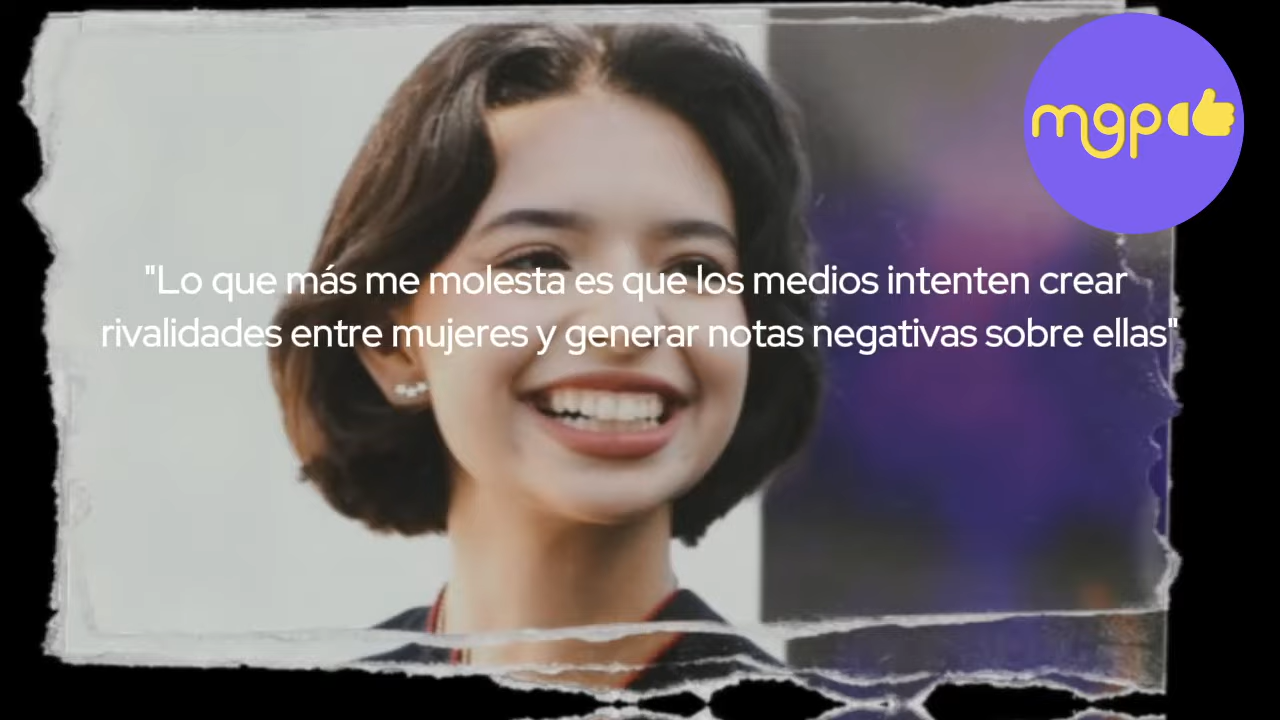 mgp
"Lo que más me molesta es que los medios intenten crear
rivalidades entre mujeres y generar notas negativas sobre ellas"